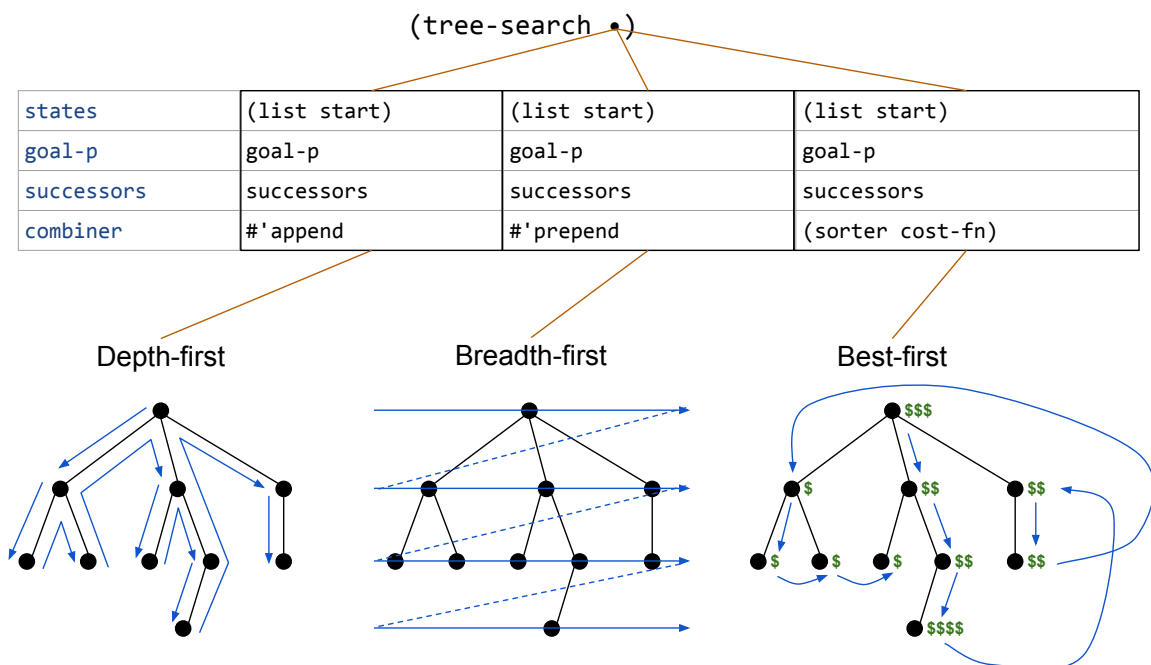 (tree-search •)
states (list start) (list start) (list start)
goal-p goal-p goal-p goal-p
successors successors successors successors
combiner #'append #'prepend (sorter cost-fn)
Depth-first Breadth-first Best-first
$$$
$ $$ $$
$ $ $ $$ $$
$$$$